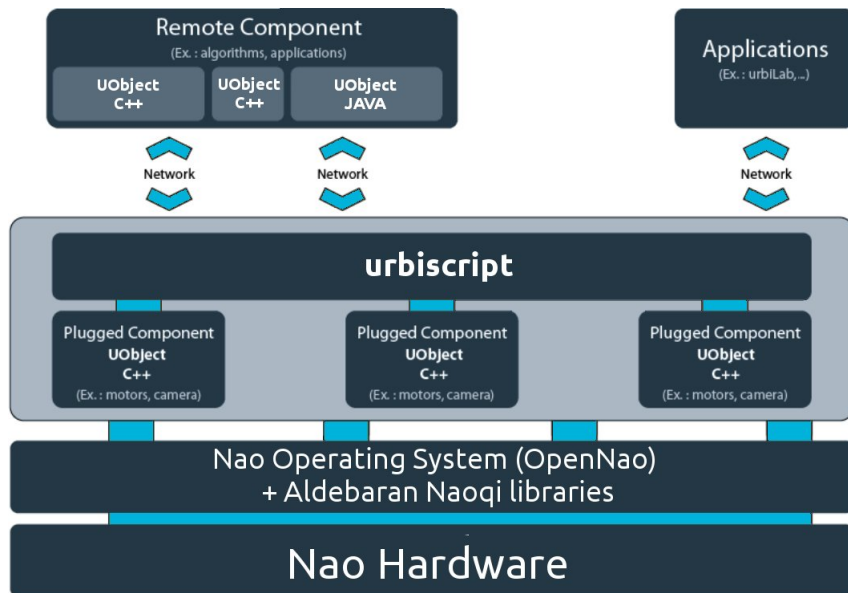 Remote Component
(Ex. : algorithms, applications)
UObject
C++
UObject
C++
UObject
JAVA
Applications
(Ex. : urbiLab,...)
Network
Network
Network
urbiscript
Plugged Component
UObject
C++
(Ex. : motors, camera)
Plugged Component
UObject
C++
(Ex. : motors, camera)
Plugged Component
UObject
C++
(Ex. : motors, camera)
Nao Operating System (OpenNao)
+ Aldebaran Naoqi libraries
Nao Hardware